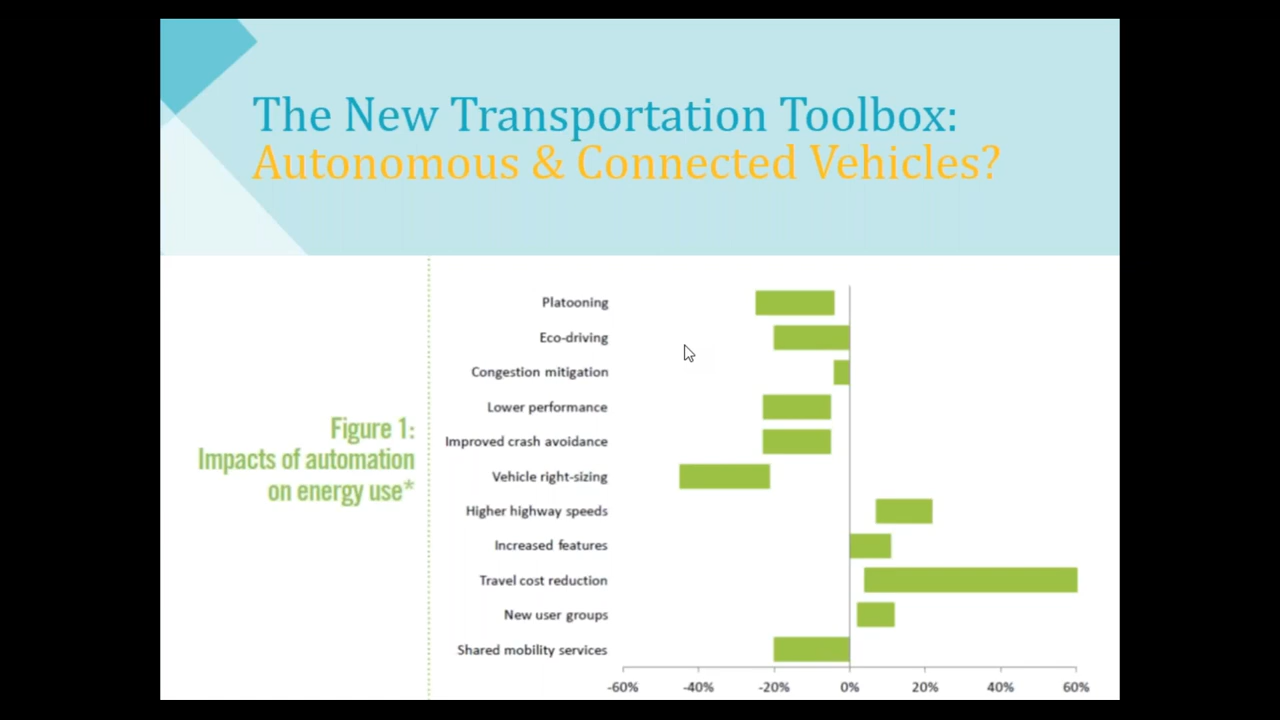 The New Transportation Toolbox:
Autonomous & Connected Vehicles?
Figure 1:
Impacts of automation
on energy use*
Platooning
Eco-driving
Congestion mitigation
Lower performance
Improved crash avoidance
Vehicle right-sizing
Higher highway speeds
Increased features
Travel cost reduction
New user groups
Shared mobility services
-60% -40% -20% 0% 20% 40% 60%